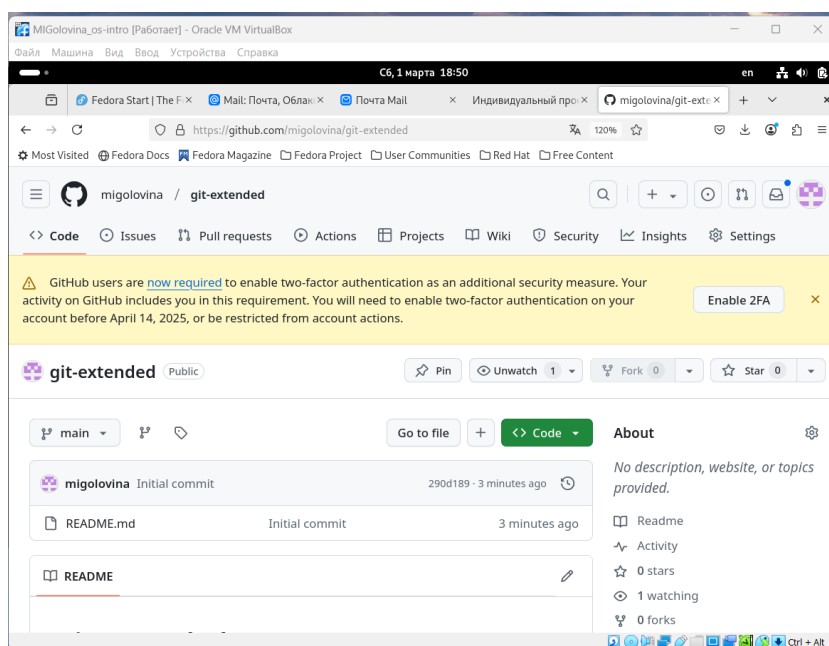 MIGolovina_os-intro [Работает] - Oracle VM VirtualBox
Файл Машина Вид Ввод Устройства Справка
Сб, 1 марта 18:50 en
Fedora Start | The F Mail: Почта, Облак Почта Mail Индивидуальный про migolovina/git-exte
https://github.com/migolovina/git-extended 120%
Most Visited Fedora Docs Fedora Magazine Fedora Project User Communities Red Hat Free Content
migolovina / git-extended
Code Issues Pull requests Actions Projects Wiki Security Insights Settings
GitHub users are now required to enable two-factor authentication as an additional security measure. Your
activity on GitHub includes you in this requirement. You will need to enable two-factor authentication on your
account before April 14, 2025, or be restricted from account actions.
Enable 2FA
git-extended Public Pin Unwatch 1 Fork 0 Star 0
main Go to file Code
migolovina Initial commit 290d189 · 3 minutes ago
README.md Initial commit 3 minutes ago
README
About
No description, website, or topics
provided.
Readme
Activity
0 stars
1 watching
0 forks
Ctrl + Alt